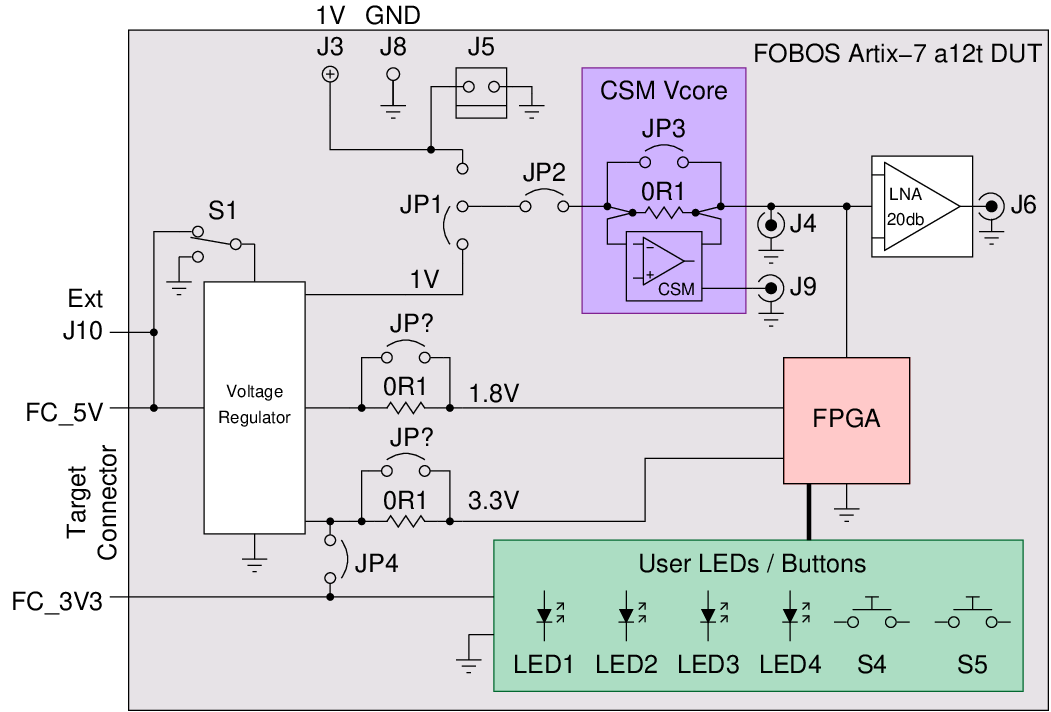 1V GND
J3 J8 J5
FOBOS Artix−7 a12t DUT
CSM Vcore
JP3
JP2
0R1
JP1
S1
LNA
20db
J6
J4
CSM
J9
1V
Ext
J10
JP?
0R1
1.8V
Voltage
Regulator
FC_5V
FPGA
JP?
0R1
3.3V
Target
Connector
JP4
FC_3V3
User LEDs / Buttons
LED1 LED2 LED3 LED4 S4 S5